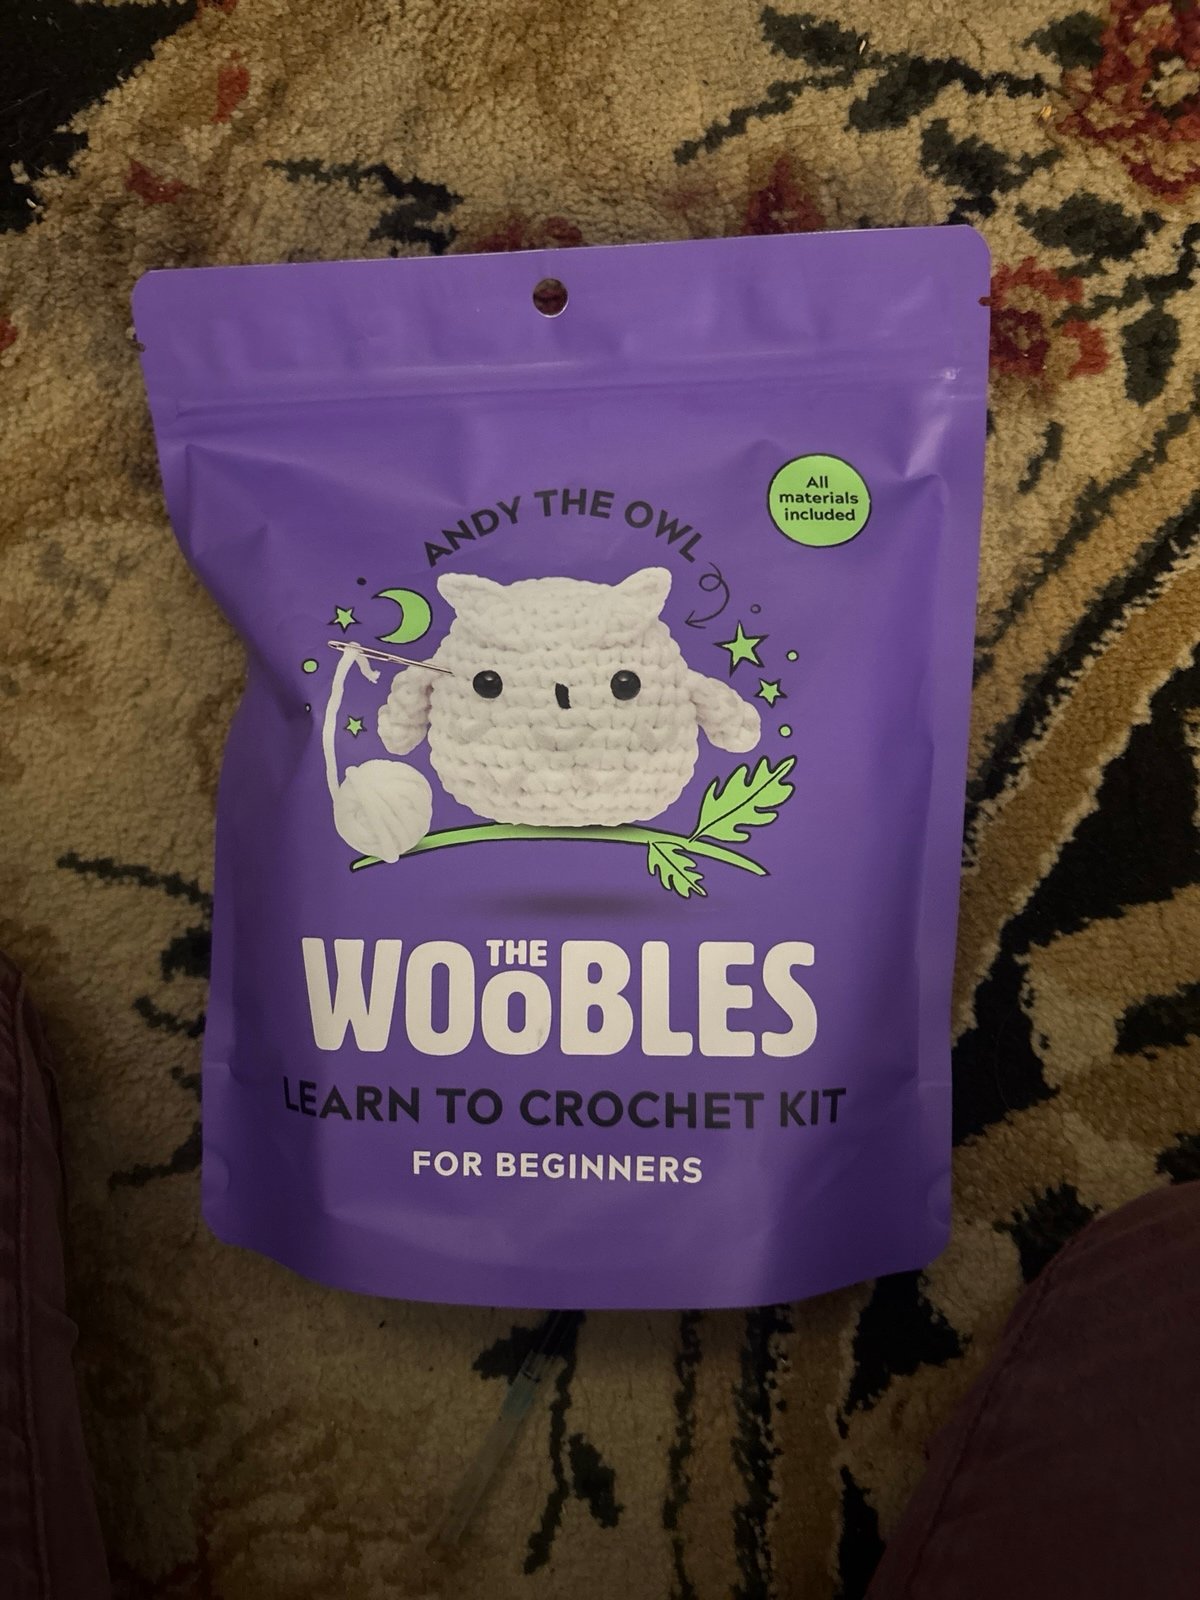 ANDY THE OWL
All
materials
included
THE
WOOBLES
LEARN TO CROCHET KIT
FOR BEGINNERS